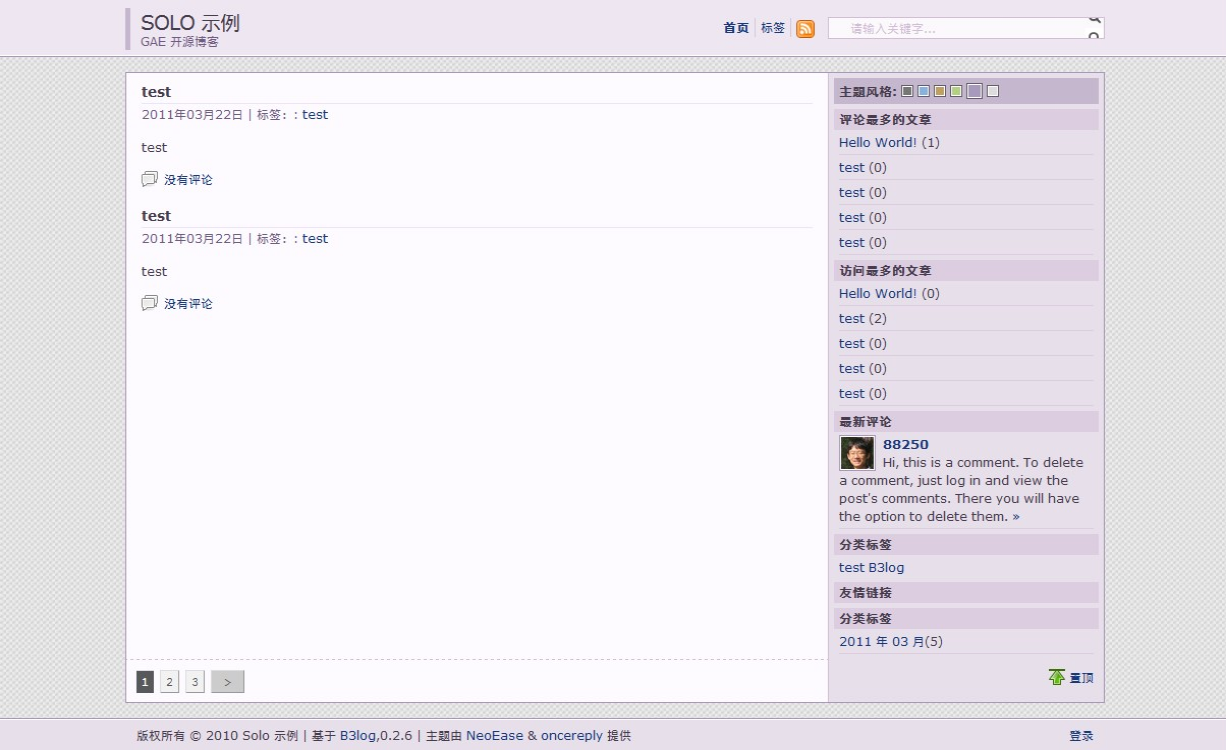 SOLO 示例
GAE 开源博客
首页 标签 请输入关键字...
test
2011年03月22日 | 标签: : test
test
没有评论
test
2011年03月22日 | 标签: : test
test
没有评论
1 2 3 >
主题风格:
评论最多的文章
Hello World! (1)
test (0)
test (0)
test (0)
test (0)
访问最多的文章
Hello World! (0)
test (2)
test (0)
test (0)
test (0)
最新评论
88250
Hi, this is a comment. To delete
a comment, just log in and view the
post's comments. There you will have
the option to delete them. »
分类标签
test B3log
友情链接
分类标签
2011 年 03 月(5)
置顶
版权所有 © 2010 Solo 示例 | 基于 B3log,0.2.6 | 主题由 NeoEase & oncereply 提供
登录